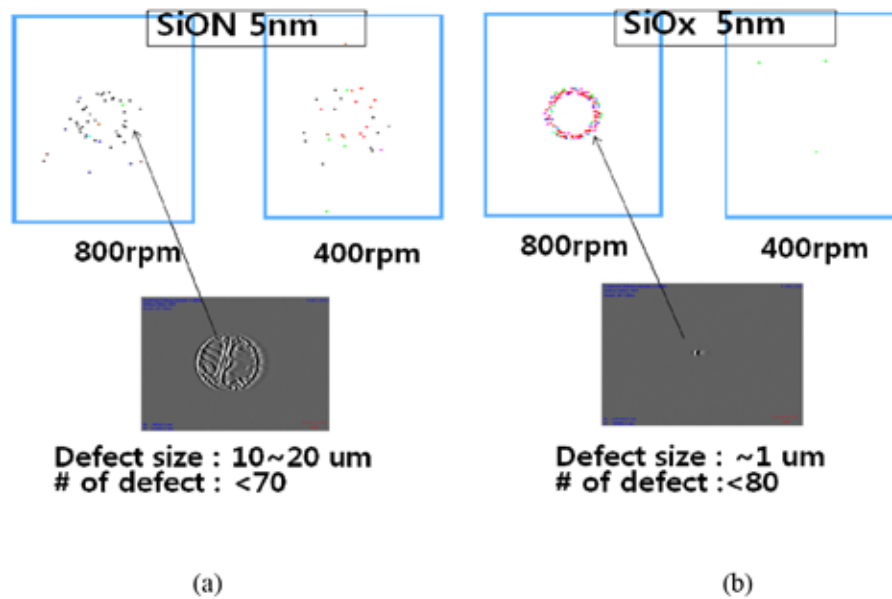 SiON 5nm
SiOx 5nm
800rpm
400rpm
800rpm
400rpm
Defect size : 10~20 um
# of defect : <70
Defect size : ~1 um
# of defect :<80
(a)
(b)